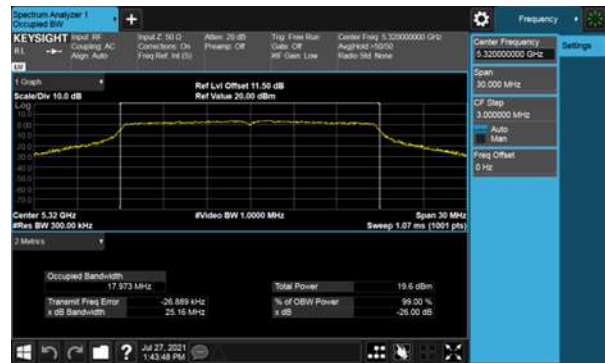 Spectrum Analyzer 1
Occupied BW
+
Frequency
KEYSIGHT
Input: RF
Input Z: 50 Ω
Atten: 20 dB
Trig: Free Run
Center Freq: 5.320000000 GHz
RL
Coupling: AC
Corrections: On
Preamp: Off
Gate: Off
Avg|Hold:>50/50
Align: Auto
Freq Ref: Int (S)
#IF Gain: Low
Radio Std: None
LXI
Center Frequency
5.320000000 GHz
Settings
Span
30.000 MHz
CF Step
3.000000 MHz
Auto
Man
Freq Offset
0 Hz
1 Graph
Ref Lvl Offset 11.50 dB
Scale/Div 10.0 dB
Ref Value 20.00 dBm
Log
10.0
0.00
-10.0
-20.0
-30.0
-40.0
-50.0
-60.0
-70.0
Center 5.32 GHz
#Video BW 1.0000 MHz
Span 30 MHz
#Res BW 300.00 kHz
Sweep 1.07 ms (1001 pts)
2 Metrics
Occupied Bandwidth
17.973 MHz
Total Power
19.6 dBm
Transmit Freq Error
-26.889 kHz
% of OBW Power
99.00 %
x dB Bandwidth
25.16 MHz
x dB
-26.00 dB
?
Jul 27, 2021
1:43:48 PM